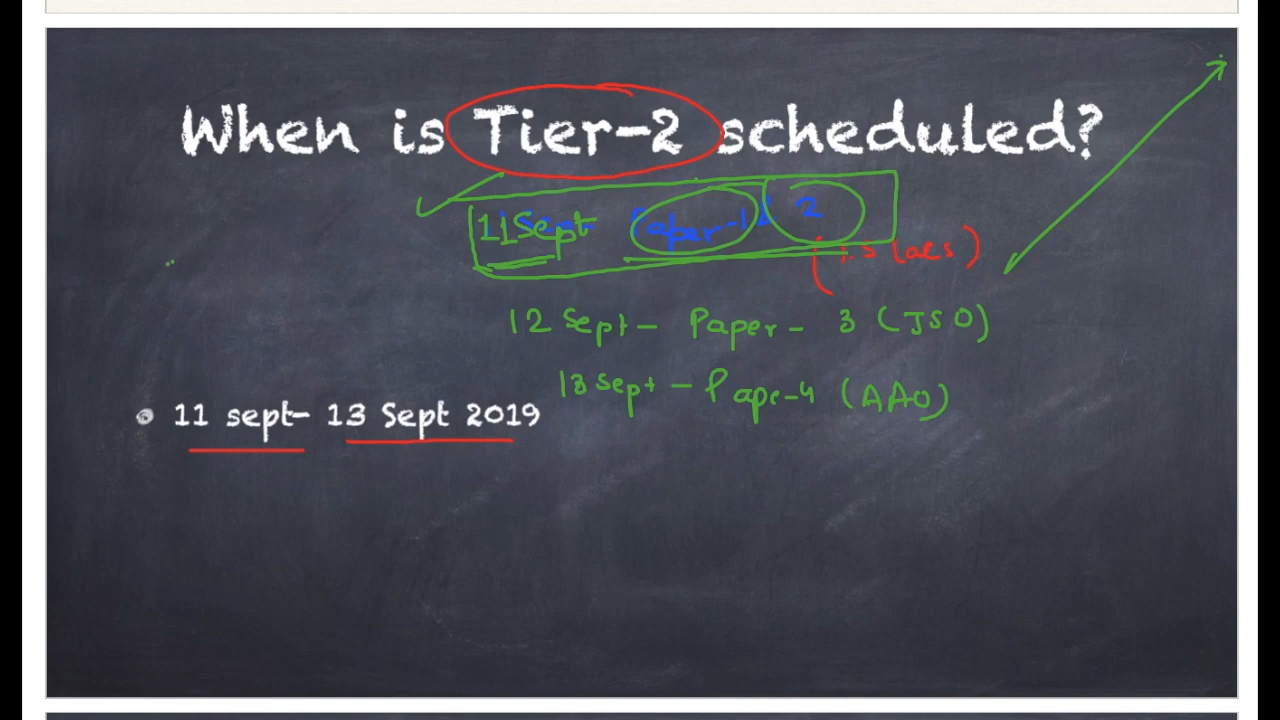 When is Tier-2 scheduled?
11 Sept Paper-1, 2
12 Sept - Paper - 3 (JSO)
13 Sept - Pape-4 (AAO)
11 sept- 13 Sept 2019